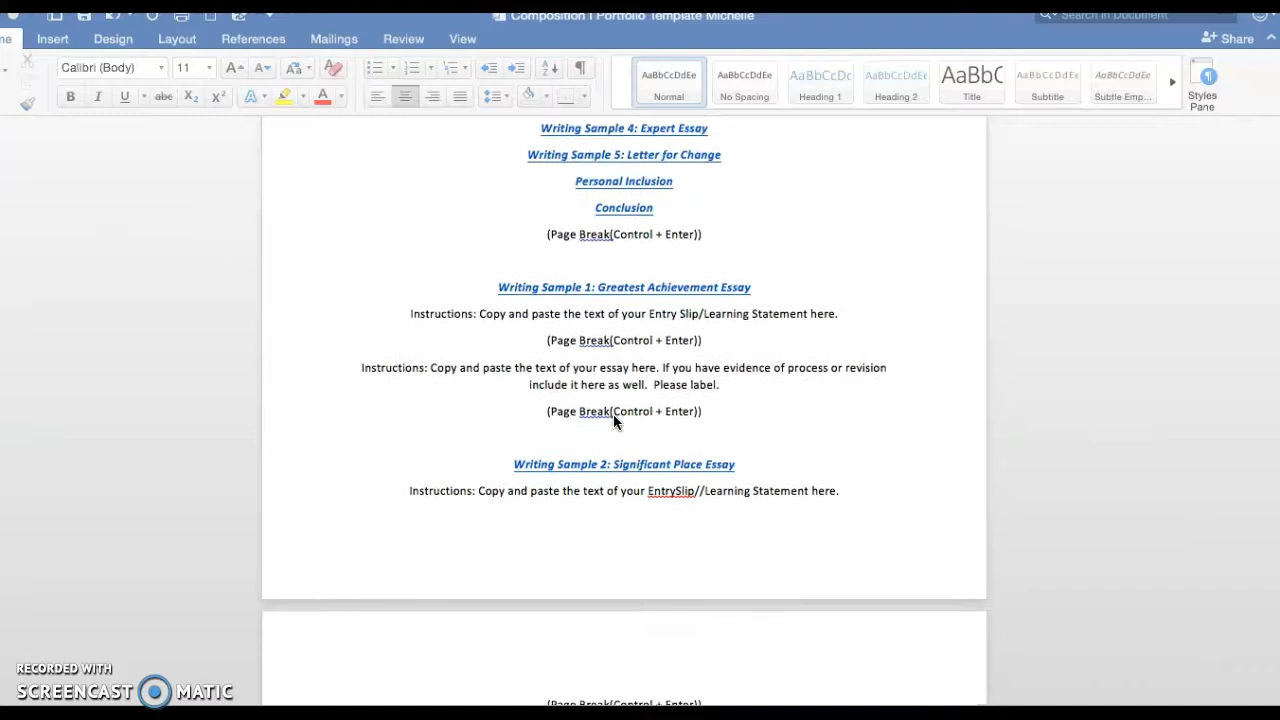 Composition 1 Portfolio Template Michelle
Search in Document
me Insert Design Layout References Mailings Review View Share
Calibri (Body) 11
AaBbCcDdEe AaBbCcDdEe AaBbCcDc AaBbCcDdEe AaBbC AaBbCcDdEe AaBbCcDdEe
Normal No Spacing Heading 1 Heading 2 Title Subtitle Subtle Emp... Styles Pane
Writing Sample 4: Expert Essay
Writing Sample 5: Letter for Change
Personal Inclusion
Conclusion
(Page Break(Control + Enter))
Writing Sample 1: Greatest Achievement Essay
Instructions: Copy and paste the text of your Entry Slip/Learning Statement here.
(Page Break(Control + Enter))
Instructions: Copy and paste the text of your essay here. If you have evidence of process or revision
include it here as well. Please label.
(Page Break(Control + Enter))
Writing Sample 2: Significant Place Essay
Instructions: Copy and paste the text of your EntrySlip//Learning Statement here.
(Page Break(Control + Enter))
RECORDED WITH
SCREENCAST MATIC